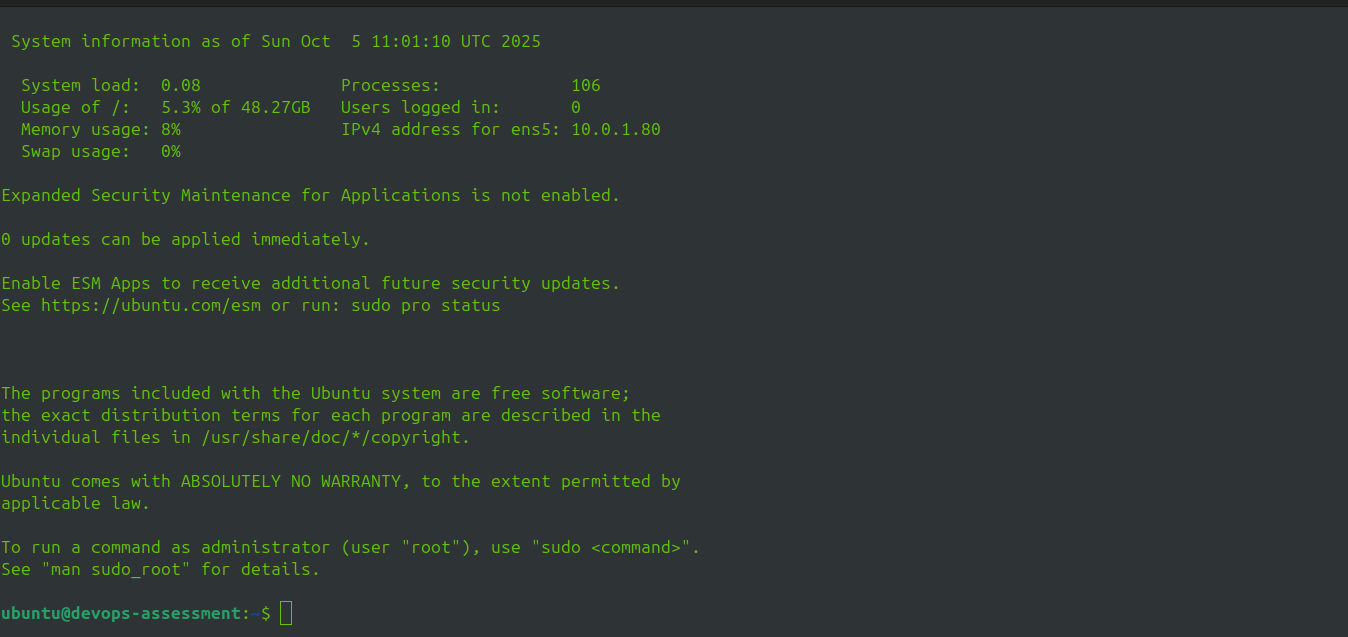 System information as of Sun Oct  5 11:01:10 UTC 2025
System load:  0.08              Processes:             106
Usage of /:   5.3% of 48.27GB   Users logged in:       0
Memory usage: 8%                IPv4 address for ens5: 10.0.1.80
Swap usage:   0%
Expanded Security Maintenance for Applications is not enabled.
0 updates can be applied immediately.
Enable ESM Apps to receive additional future security updates.
See https://ubuntu.com/esm or run: sudo pro status
The programs included with the Ubuntu system are free software;
the exact distribution terms for each program are described in the
individual files in /usr/share/doc/*/copyright.
Ubuntu comes with ABSOLUTELY NO WARRANTY, to the extent permitted by
applicable law.
To run a command as administrator (user "root"), use "sudo <command>".
See "man sudo_root" for details.
ubuntu@devops-assessment:~$